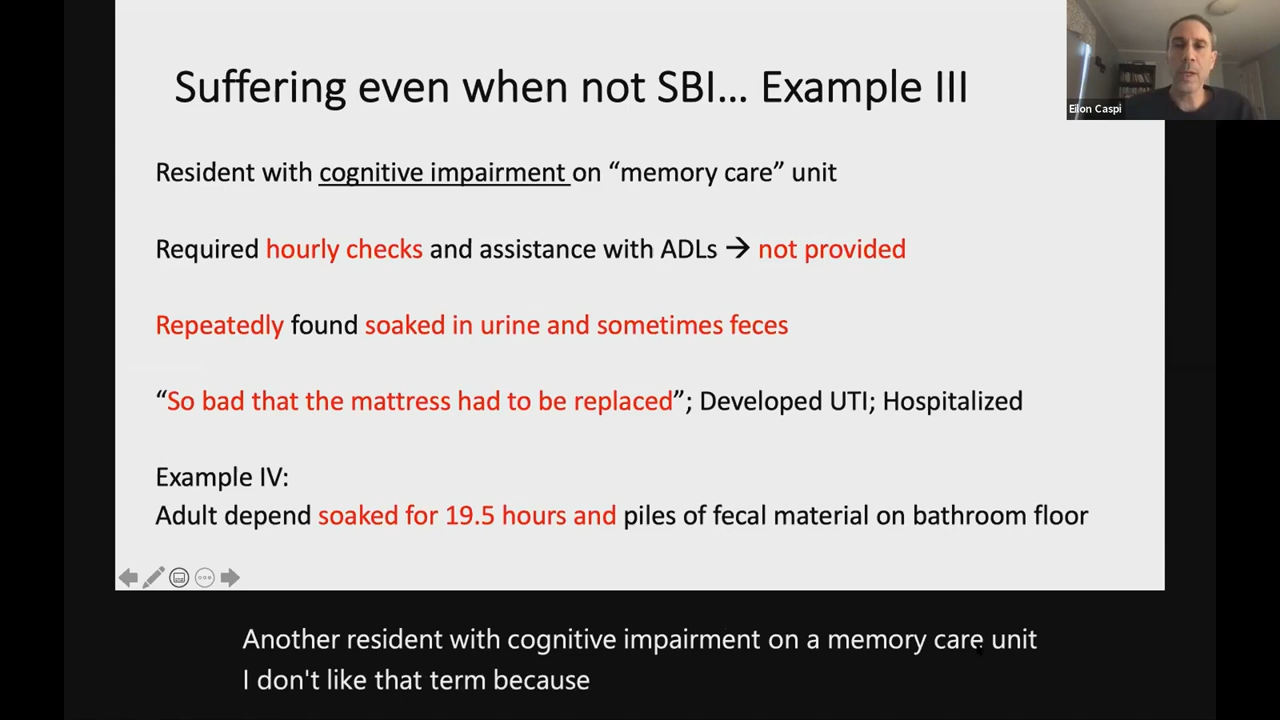 Suffering even when not SBI... Example III
Eilon Caspi
Resident with cognitive impairment on “memory care” unit
Required hourly checks and assistance with ADLs → not provided
Repeatedly found soaked in urine and sometimes feces
“So bad that the mattress had to be replaced”; Developed UTI; Hospitalized
Example IV:
Adult depend soaked for 19.5 hours and piles of fecal material on bathroom floor
Another resident with cognitive impairment on a memory care unit
I don't like that term because